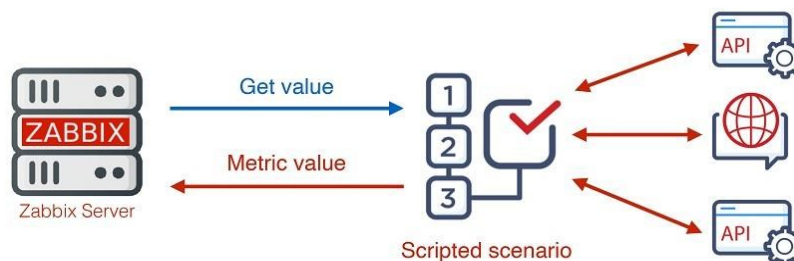 ZABBIX
Zabbix Server
Get value
Metric value
1
2
3
Scripted scenario
API
API